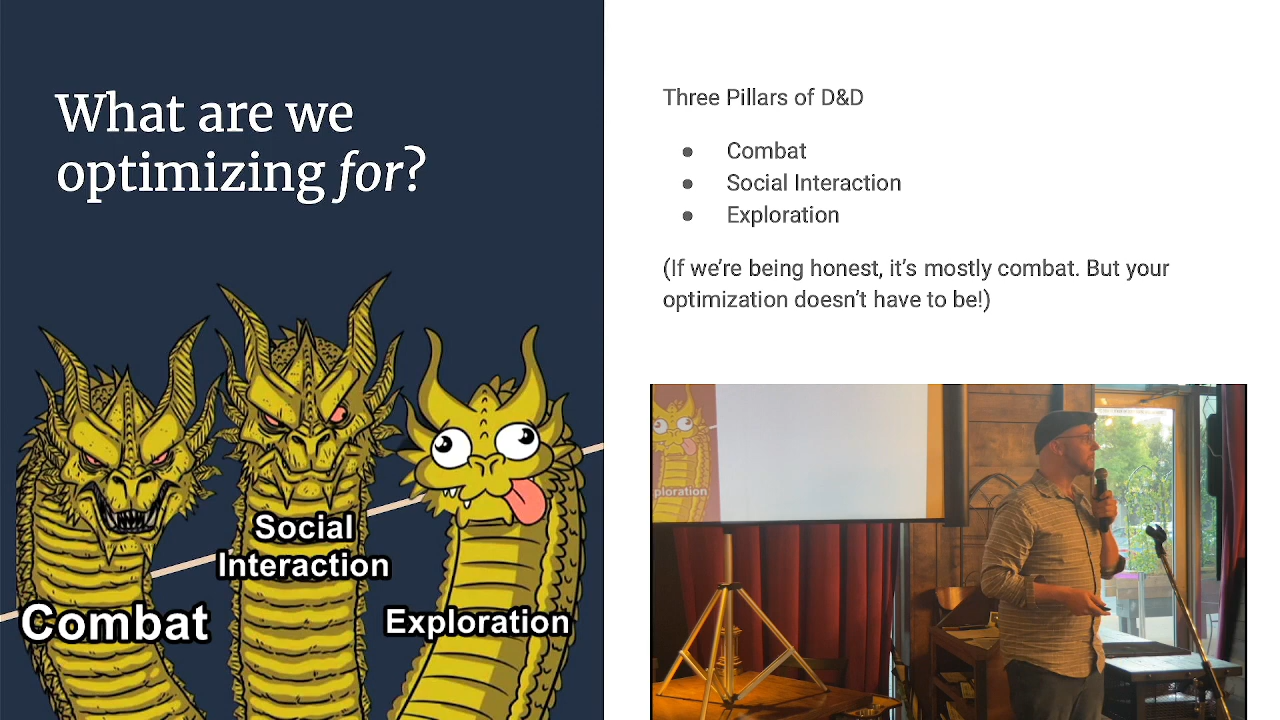 What are we
optimizing for?
Three Pillars of D&D
● Combat
● Social Interaction
● Exploration
(If we're being honest, it's mostly combat. But your
optimization doesn't have to be!)
Social
Interaction
Combat
Exploration
ploration